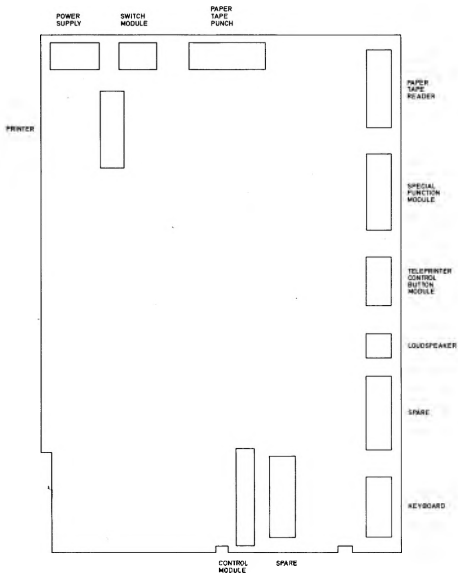 POWER
SUPPLY
SWITCH
MODULE
PAPER
TAPE
PUNCH
PRINTER
PAPER
TAPE
READER
SPECIAL
FUNCTION
MODULE
TELEPRINTER
CONTROL
BUTTON
MODULE
LOUDSPEAKER
SPARE
KEYBOARD
CONTROL
MODULE
SPARE